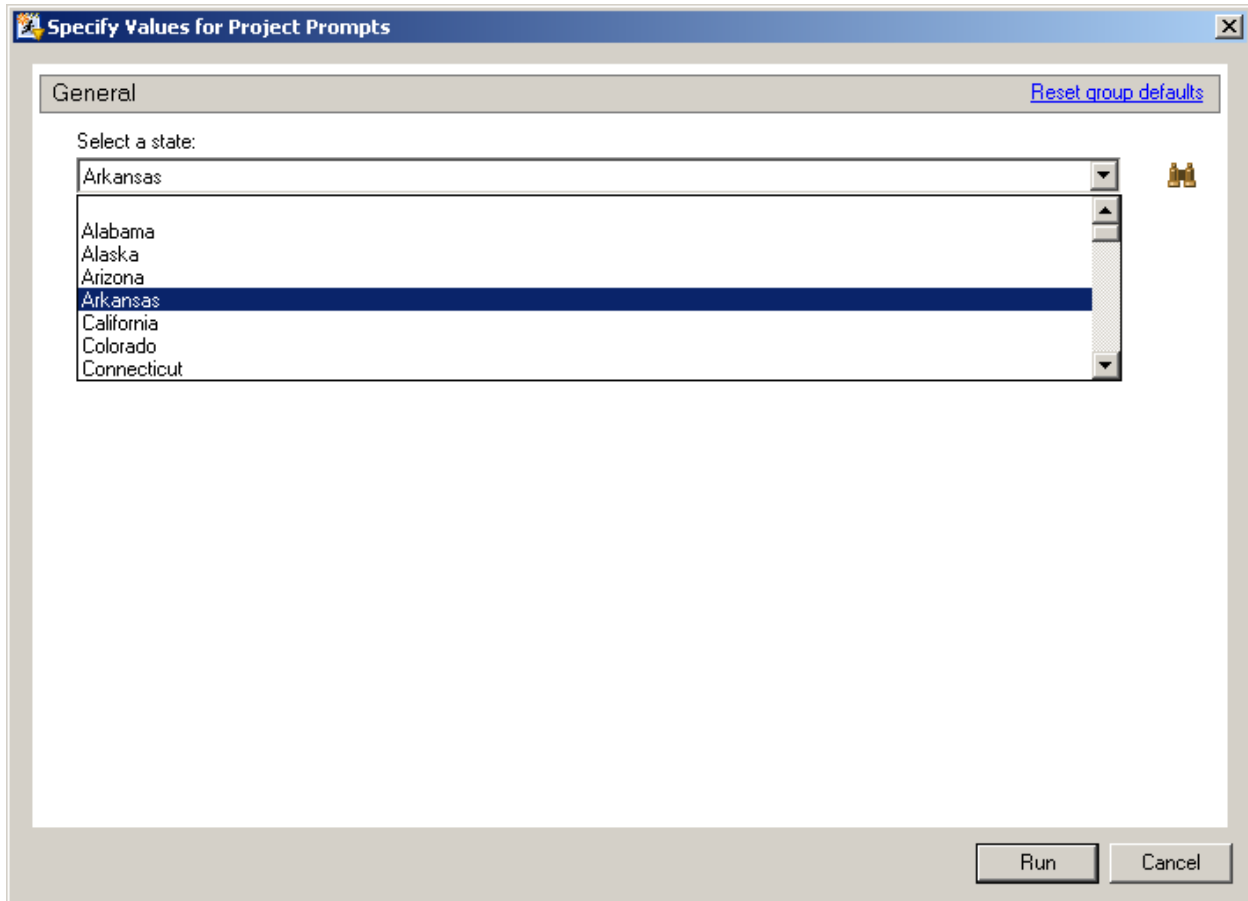 Specify Values for Project Prompts
General Reset group defaults
Select a state:
Arkansas
Alabama
Alaska
Arizona
Arkansas
California
Colorado
Connecticut
Run Cancel